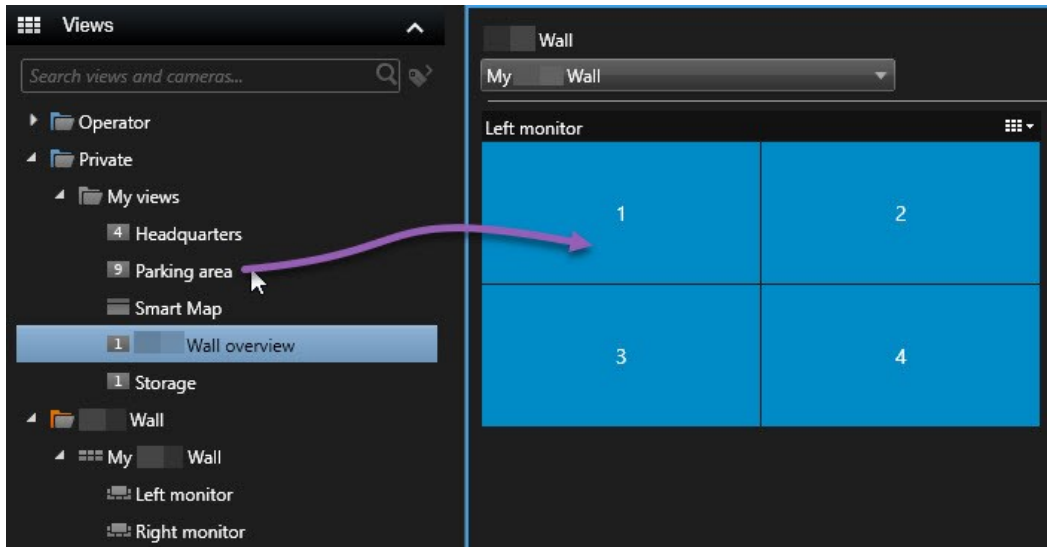 Views
Search views and cameras...
Operator
Private
My views
4 Headquarters
9 Parking area
Smart Map
1 Wall overview
1 Storage
Wall
My Wall
Left monitor
Right monitor
Wall
My Wall
Left monitor
1 2
3 4